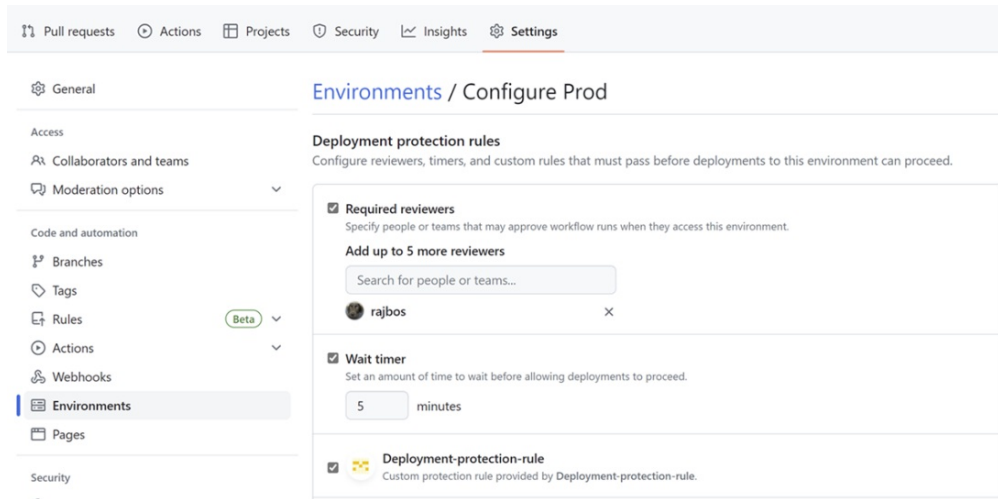 Pull requests Actions Projects Security Insights Settings
General
Access
Collaborators and teams
Moderation options
Code and automation
Branches
Tags
Rules Beta
Actions
Webhooks
Environments
Pages
Security
Environments / Configure Prod
Deployment protection rules
Configure reviewers, timers, and custom rules that must pass before deployments to this environment can proceed.
Required reviewers
Specify people or teams that may approve workflow runs when they access this environment.
Add up to 5 more reviewers
Search for people or teams...
rajbos
Wait timer
Set an amount of time to wait before allowing deployments to proceed.
5 minutes
Deployment-protection-rule
Custom protection rule provided by Deployment-protection-rule.